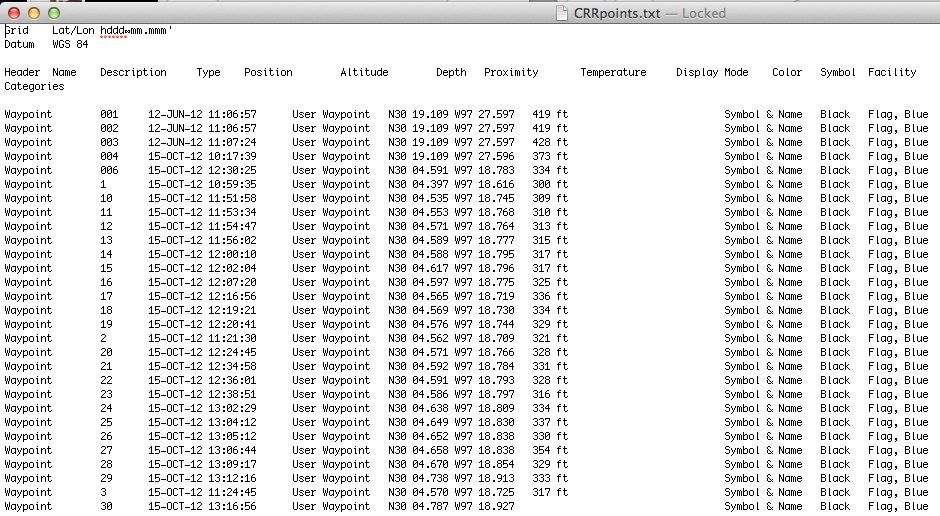 CRRpoints.txt — Locked
Grid Lat/Lon hddd∞mm.mmm'
Datum WGS 84
Header Name Description Type Position Altitude Depth Proximity Temperature Display Mode Color Symbol Facility
Categories
Waypoint 001 12-JUN-12 11:06:57 User Waypoint N30 19.109 W97 27.597 419 ft Symbol & Name Black Flag, Blue
Waypoint 002 12-JUN-12 11:06:57 User Waypoint N30 19.109 W97 27.597 419 ft Symbol & Name Black Flag, Blue
Waypoint 003 12-JUN-12 11:07:24 User Waypoint N30 19.109 W97 27.597 428 ft Symbol & Name Black Flag, Blue
Waypoint 004 15-OCT-12 10:17:39 User Waypoint N30 19.109 W97 27.596 373 ft Symbol & Name Black Flag, Blue
Waypoint 006 15-OCT-12 12:30:25 User Waypoint N30 04.591 W97 18.783 334 ft Symbol & Name Black Flag, Blue
Waypoint 1 15-OCT-12 10:59:35 User Waypoint N30 04.397 W97 18.616 300 ft Symbol & Name Black Flag, Blue
Waypoint 10 15-OCT-12 11:51:58 User Waypoint N30 04.535 W97 18.745 309 ft Symbol & Name Black Flag, Blue
Waypoint 11 15-OCT-12 11:53:34 User Waypoint N30 04.553 W97 18.768 310 ft Symbol & Name Black Flag, Blue
Waypoint 12 15-OCT-12 11:54:47 User Waypoint N30 04.571 W97 18.764 313 ft Symbol & Name Black Flag, Blue
Waypoint 13 15-OCT-12 11:56:02 User Waypoint N30 04.589 W97 18.777 315 ft Symbol & Name Black Flag, Blue
Waypoint 14 15-OCT-12 12:00:10 User Waypoint N30 04.588 W97 18.795 317 ft Symbol & Name Black Flag, Blue
Waypoint 15 15-OCT-12 12:02:04 User Waypoint N30 04.617 W97 18.796 317 ft Symbol & Name Black Flag, Blue
Waypoint 16 15-OCT-12 12:07:20 User Waypoint N30 04.597 W97 18.775 325 ft Symbol & Name Black Flag, Blue
Waypoint 17 15-OCT-12 12:16:56 User Waypoint N30 04.565 W97 18.719 336 ft Symbol & Name Black Flag, Blue
Waypoint 18 15-OCT-12 12:19:21 User Waypoint N30 04.569 W97 18.730 334 ft Symbol & Name Black Flag, Blue
Waypoint 19 15-OCT-12 12:20:41 User Waypoint N30 04.576 W97 18.744 329 ft Symbol & Name Black Flag, Blue
Waypoint 2 15-OCT-12 11:21:30 User Waypoint N30 04.562 W97 18.709 321 ft Symbol & Name Black Flag, Blue
Waypoint 20 15-OCT-12 12:24:45 User Waypoint N30 04.571 W97 18.766 328 ft Symbol & Name Black Flag, Blue
Waypoint 21 15-OCT-12 12:34:58 User Waypoint N30 04.592 W97 18.784 331 ft Symbol & Name Black Flag, Blue
Waypoint 22 15-OCT-12 12:36:01 User Waypoint N30 04.591 W97 18.793 328 ft Symbol & Name Black Flag, Blue
Waypoint 23 15-OCT-12 12:38:51 User Waypoint N30 04.586 W97 18.797 316 ft Symbol & Name Black Flag, Blue
Waypoint 24 15-OCT-12 13:02:29 User Waypoint N30 04.638 W97 18.809 334 ft Symbol & Name Black Flag, Blue
Waypoint 25 15-OCT-12 13:04:12 User Waypoint N30 04.649 W97 18.830 337 ft Symbol & Name Black Flag, Blue
Waypoint 26 15-OCT-12 13:05:12 User Waypoint N30 04.652 W97 18.838 330 ft Symbol & Name Black Flag, Blue
Waypoint 27 15-OCT-12 13:06:44 User Waypoint N30 04.658 W97 18.838 354 ft Symbol & Name Black Flag, Blue
Waypoint 28 15-OCT-12 13:09:17 User Waypoint N30 04.670 W97 18.854 329 ft Symbol & Name Black Flag, Blue
Waypoint 29 15-OCT-12 13:12:16 User Waypoint N30 04.738 W97 18.913 333 ft Symbol & Name Black Flag, Blue
Waypoint 3 15-OCT-12 11:24:45 User Waypoint N30 04.570 W97 18.725 317 ft Symbol & Name Black Flag, Blue
Waypoint 30 15-OCT-12 13:16:56 User Waypoint N30 04.787 W97 18.927 Symbol & Name Black Flag, Blue